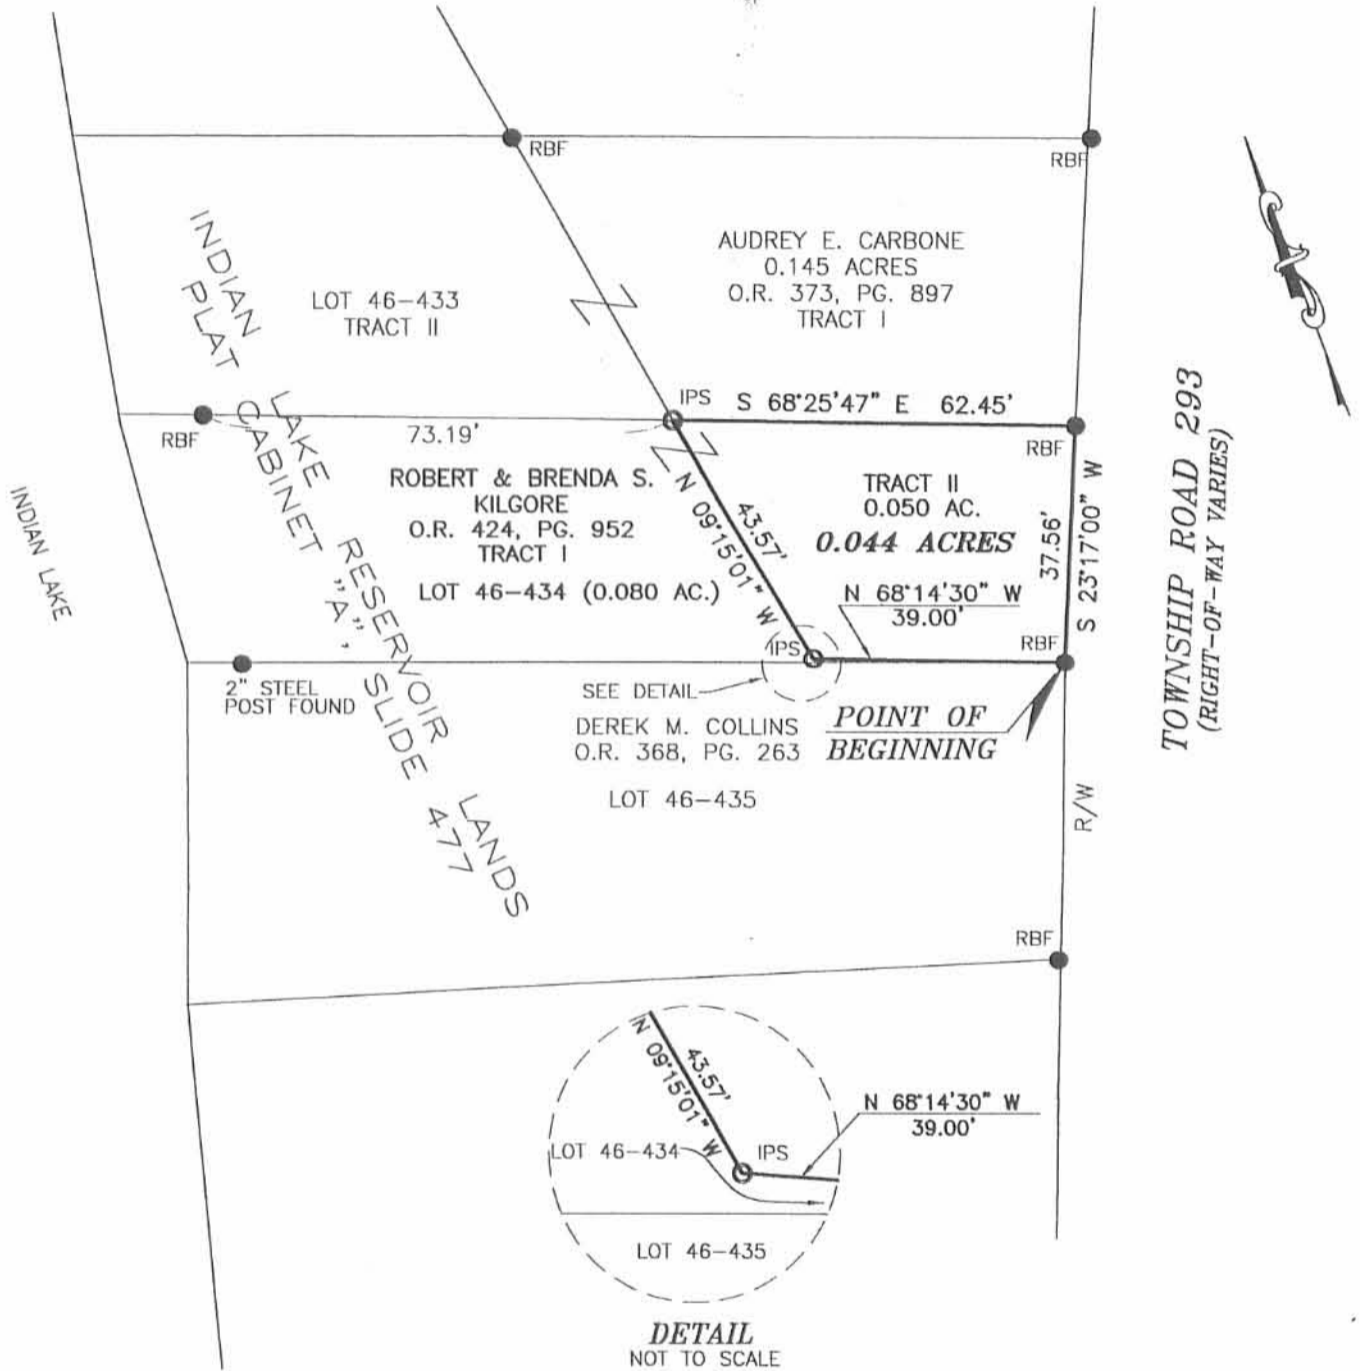 RBF
RBF
AUDREY E. CARBONE
0.145 ACRES
O.R. 373, PG. 897
TRACT I
LOT 46-433
TRACT II
INDIAN LAKE RESERVOIR LANDS
PLAT CABINET "A", SLIDE 477
IPS
S 68°25'47" E 62.45'
RBF
73.19'
RBF
ROBERT & BRENDA S.
KILGORE
O.R. 424, PG. 952
TRACT I
LOT 46-434 (0.080 AC.)
43.57'
N 09°15'01" W
TRACT II
0.050 AC.
0.044 ACRES
N 68°14'30" W
39.00'
37.56'
S 23°17'00" W
TOWNSHIP ROAD 293
(RIGHT-OF-WAY VARIES)
INDIAN LAKE
IPS
RBF
2" STEEL
POST FOUND
SEE DETAIL
DEREK M. COLLINS
O.R. 368, PG. 263
LOT 46-435
POINT OF
BEGINNING
R/W
RBF
43.57'
N 09°15'01" W
N 68°14'30" W
39.00'
LOT 46-434
IPS
LOT 46-435
DETAIL
NOT TO SCALE